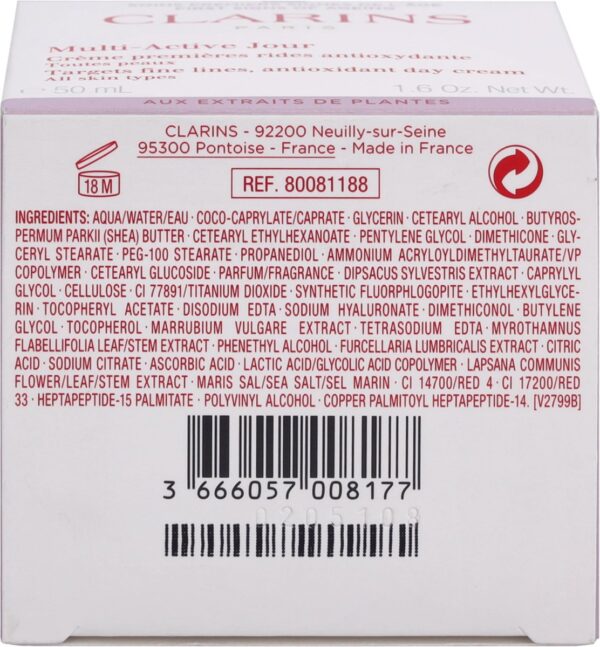 CLARINS
PARIS
Multi-Active Jour
Crème premières rides antioxydante
Toutes peaux
Targets fine lines, antioxidant day cream
All skin types
50 mL 1.6 Oz. Net Wt.
AUX EXTRAITS DE PLANTES
CLARINS - 92200 Neuilly-sur-Seine
95300 Pontoise - France - Made in France
18 M
REF. 80081188
INGREDIENTS: AQUA/WATER/EAU · COCO-CAPRYLATE/CAPRATE · GLYCERIN · CETEARYL ALCOHOL · BUTYROS-
PERMUM PARKII (SHEA) BUTTER · CETEARYL ETHYLHEXANOATE · PENTYLENE GLYCOL · DIMETHICONE · GLY-
CERYL STEARATE · PEG-100 STEARATE · PROPANEDIOL · AMMONIUM ACRYLOYLDIMETHYLTAURATE/VP
COPOLYMER · CETEARYL GLUCOSIDE · PARFUM/FRAGRANCE · DIPSACUS SYLVESTRIS EXTRACT · CAPRYLYL
GLYCOL · CELLULOSE · CI 77891/TITANIUM DIOXIDE · SYNTHETIC FLUORPHLOGOPITE · ETHYLHEXYLGLYCE-
RIN · TOCOPHERYL ACETATE · DISODIUM EDTA · SODIUM HYALURONATE · DIMETHICONOL · BUTYLENE
GLYCOL · TOCOPHEROL · MARRUBIUM VULGARE EXTRACT · TETRASODIUM EDTA · MYROTHAMNUS
FLABELLIFOLIA LEAF/STEM EXTRACT · PHENETHYL ALCOHOL · FURCELLARIA LUMBRICALIS EXTRACT · CITRIC
ACID · SODIUM CITRATE · ASCORBIC ACID · LACTIC ACID/GLYCOLIC ACID COPOLYMER · LAPSANA COMMUNIS
FLOWER/LEAF/STEM EXTRACT · MARIS SAL/SEA SALT/SEL MARIN · CI 14700/RED 4 · CI 17200/RED
33 · HEPTAPEPTIDE-15 PALMITATE · POLYVINYL ALCOHOL · COPPER PALMITOYL HEPTAPEPTIDE-14. [V2799B]
3 666057 008177
0205108